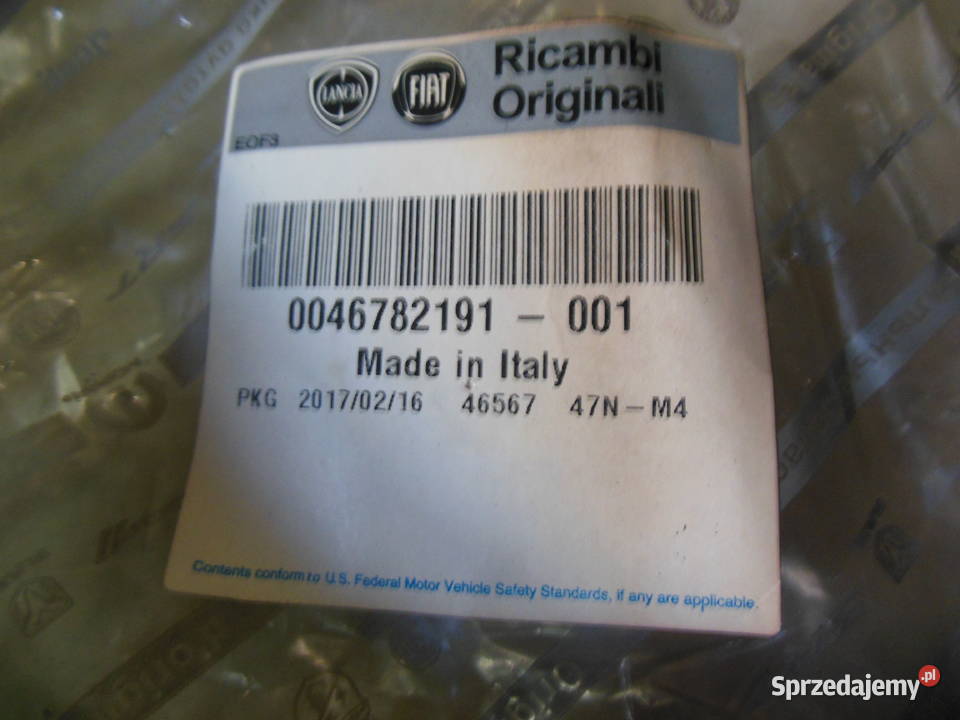 LANCIA FIAT Ricambi
Originali
EOF3
0046782191 - 001
Made in Italy
PKG 2017/02/16 46567 47N-M4
Contents conform to U.S. Federal Motor Vehicle Safety Standards, if any are applicable.
Sprzedajemy.pl